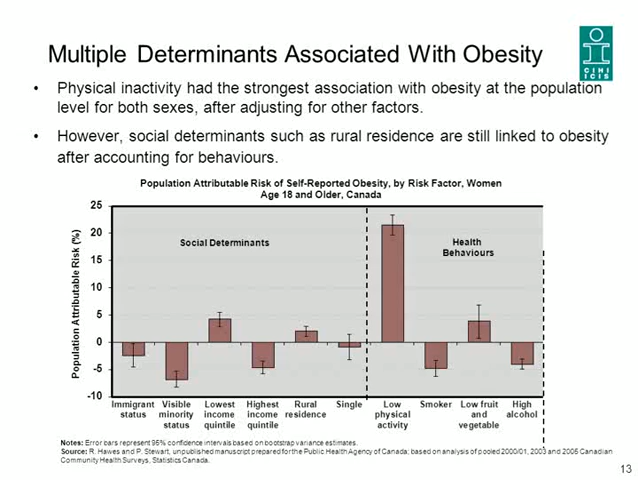 CIHI
ICIS
Multiple Determinants Associated With Obesity
• Physical inactivity had the strongest association with obesity at the population
level for both sexes, after adjusting for other factors.
• However, social determinants such as rural residence are still linked to obesity
after accounting for behaviours.
Population Attributable Risk of Self-Reported Obesity, by Risk Factor, Women
Age 18 and Older, Canada
Population Attributable Risk (%)
25
20
15
10
5
0
-5
-10
Social Determinants
Health
Behaviours
Immigrant
status
Visible
minority
status
Lowest
income
quintile
Highest
income
quintile
Rural
residence
Single
Low
physical
activity
Smoker
Low fruit
and
vegetable
High
alcohol
Notes: Error bars represent 95% confidence intervals based on bootstrap variance estimates.
Source: R. Hawes and P. Stewart, unpublished manuscript prepared for the Public Health Agency of Canada; based on analysis of pooled 2000/01, 2003 and 2005 Canadian
Community Health Surveys, Statistics Canada.
13